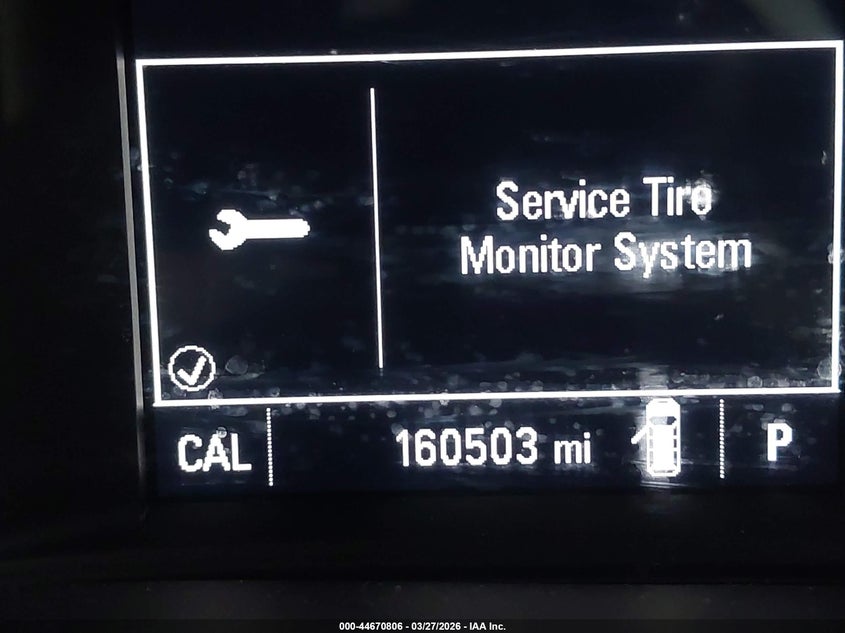 Service Tire
Monitor System
CAL
160503 mi
P
000-44670806 - 03/27/2026 - IAA Inc.